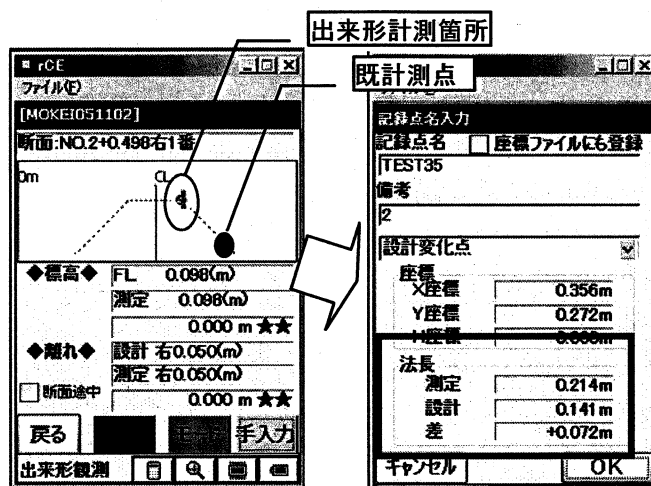 出来形計測箇所
既計測点
rCE
ファイル(E)
[MOKEI051102]
断面:NO.2+0.498右1番
0m
CL
◆標高◆ FL 0.098(m)
測定 0.098(m)
0.000 m ★★
◆離れ◆ 設計 右0.050(m)
測定 右0.050(m)
断面途中
0.000 m ★★
戻る
手入力
出来形観測
記録点名入力
記録点名 座標ファイルにも登録
TEST35
備考
2
設計変化点
座標
X座標 0.356m
Y座標 0.272m
法長
測定 0.214m
設計 0.141m
差 +0.072m
キャンセル OK